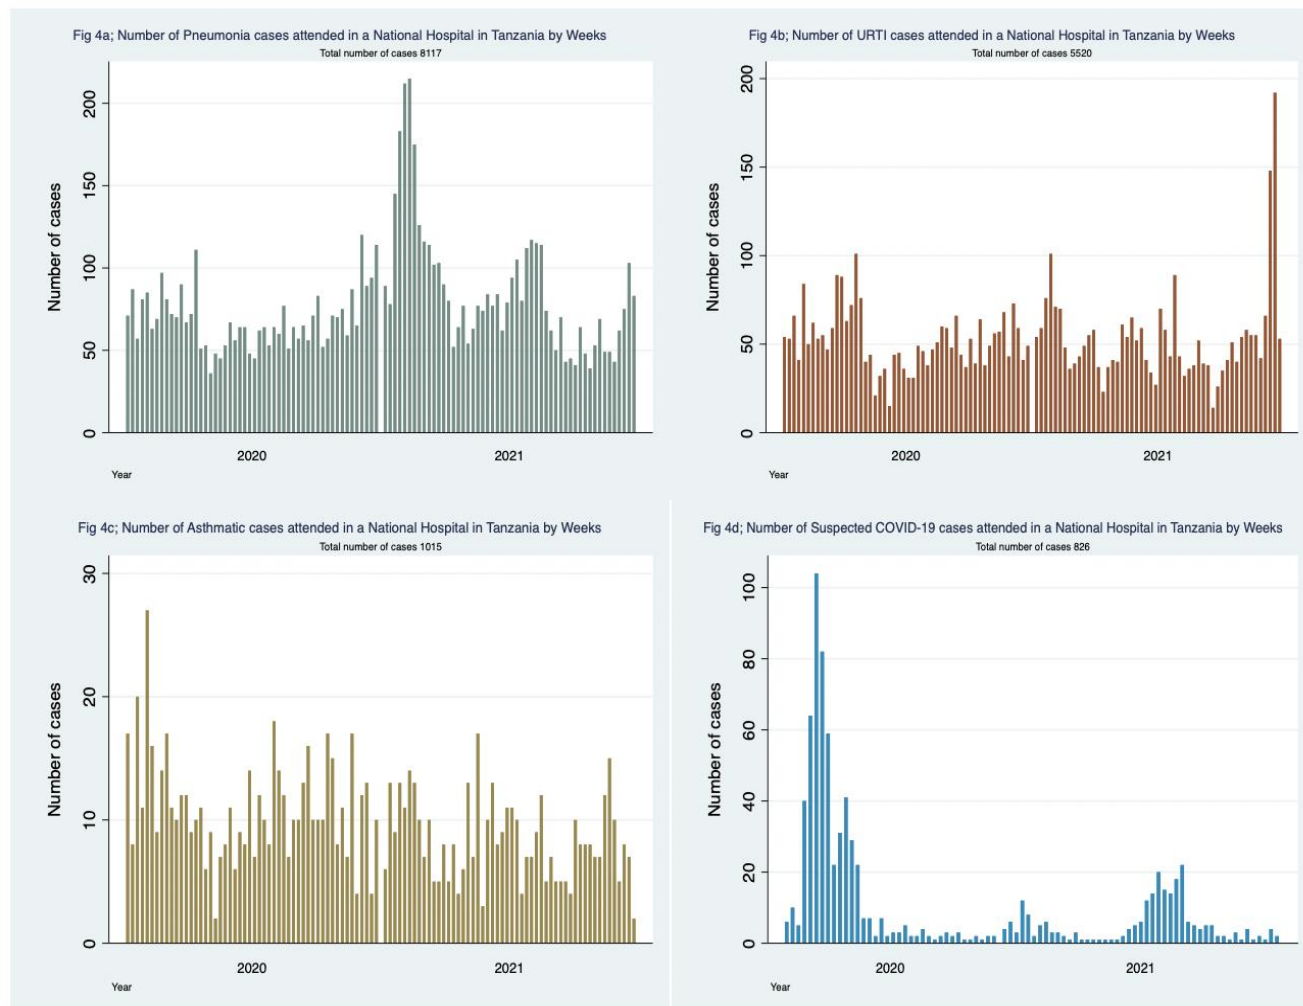 Fig 4a; Number of Pneumonia cases attended in a National Hospital in Tanzania by Weeks
Total number of cases 8117
Number of cases
200
150
100
50
0
2020
2021
Year
Fig 4b; Number of URTI cases attended in a National Hospital in Tanzania by Weeks
Total number of cases 5520
Number of cases
200
150
100
50
0
2020
2021
Year
Fig 4c; Number of Asthmatic cases attended in a National Hospital in Tanzania by Weeks
Total number of cases 1015
Number of cases
30
20
10
0
2020
2021
Year
Fig 4d; Number of Suspected COVID-19 cases attended in a National Hospital in Tanzania by Weeks
Total number of cases 826
Number of cases
100
80
60
40
20
0
2020
2021
Year